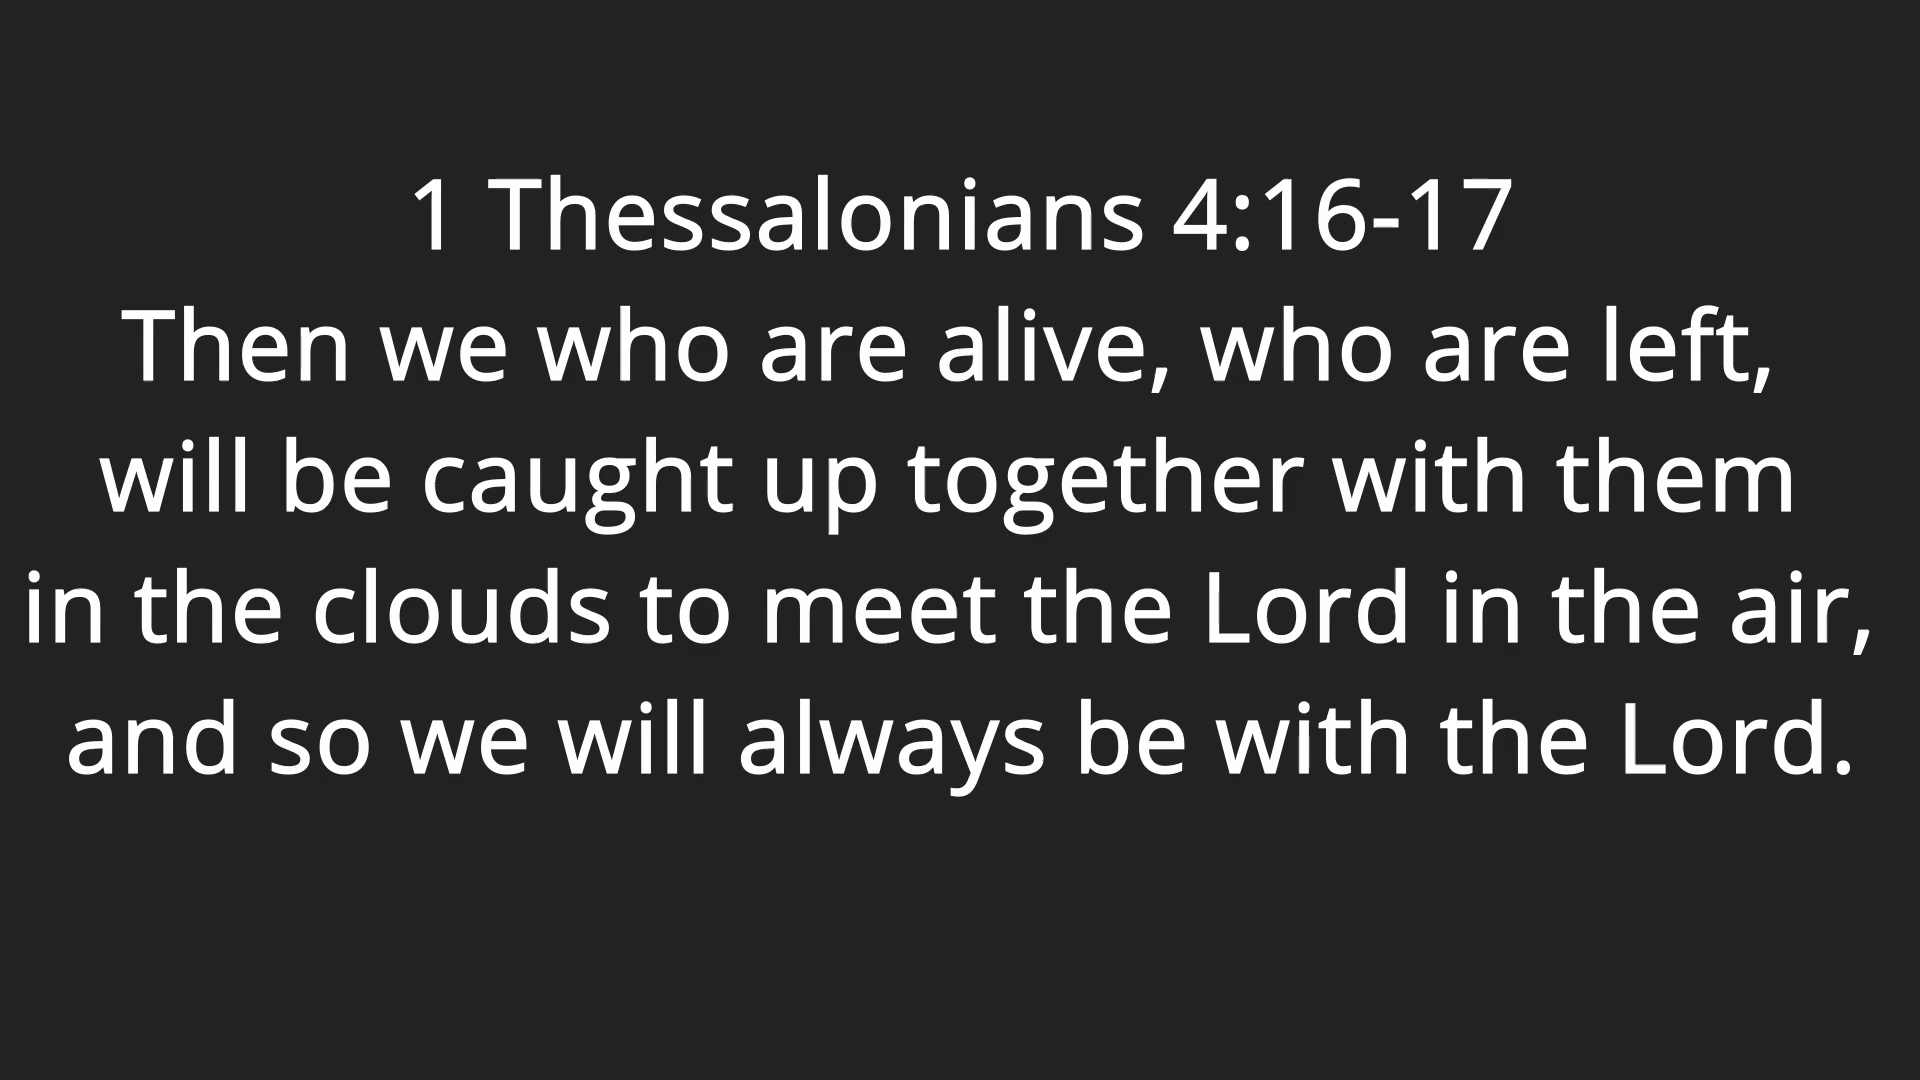 1 Thessalonians 4:16-17
Then we who are alive, who are left,
will be caught up together with them
in the clouds to meet the Lord in the air,
and so we will always be with the Lord.